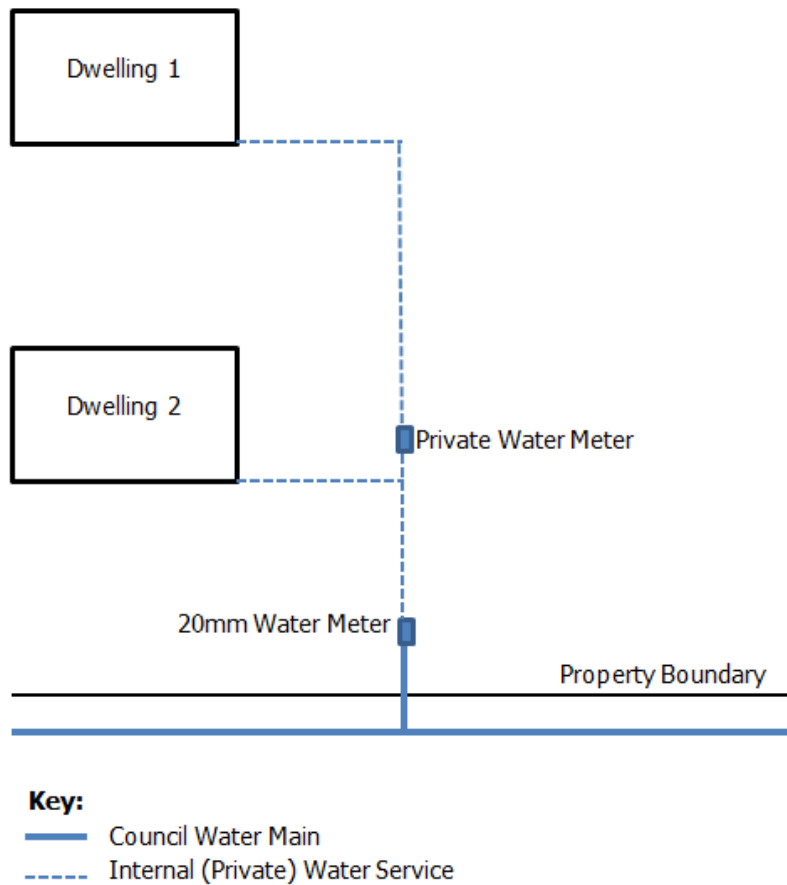 Dwelling 1
Dwelling 2
Private Water Meter
20mm Water Meter
Property Boundary
Key:
Council Water Main
Internal (Private) Water Service